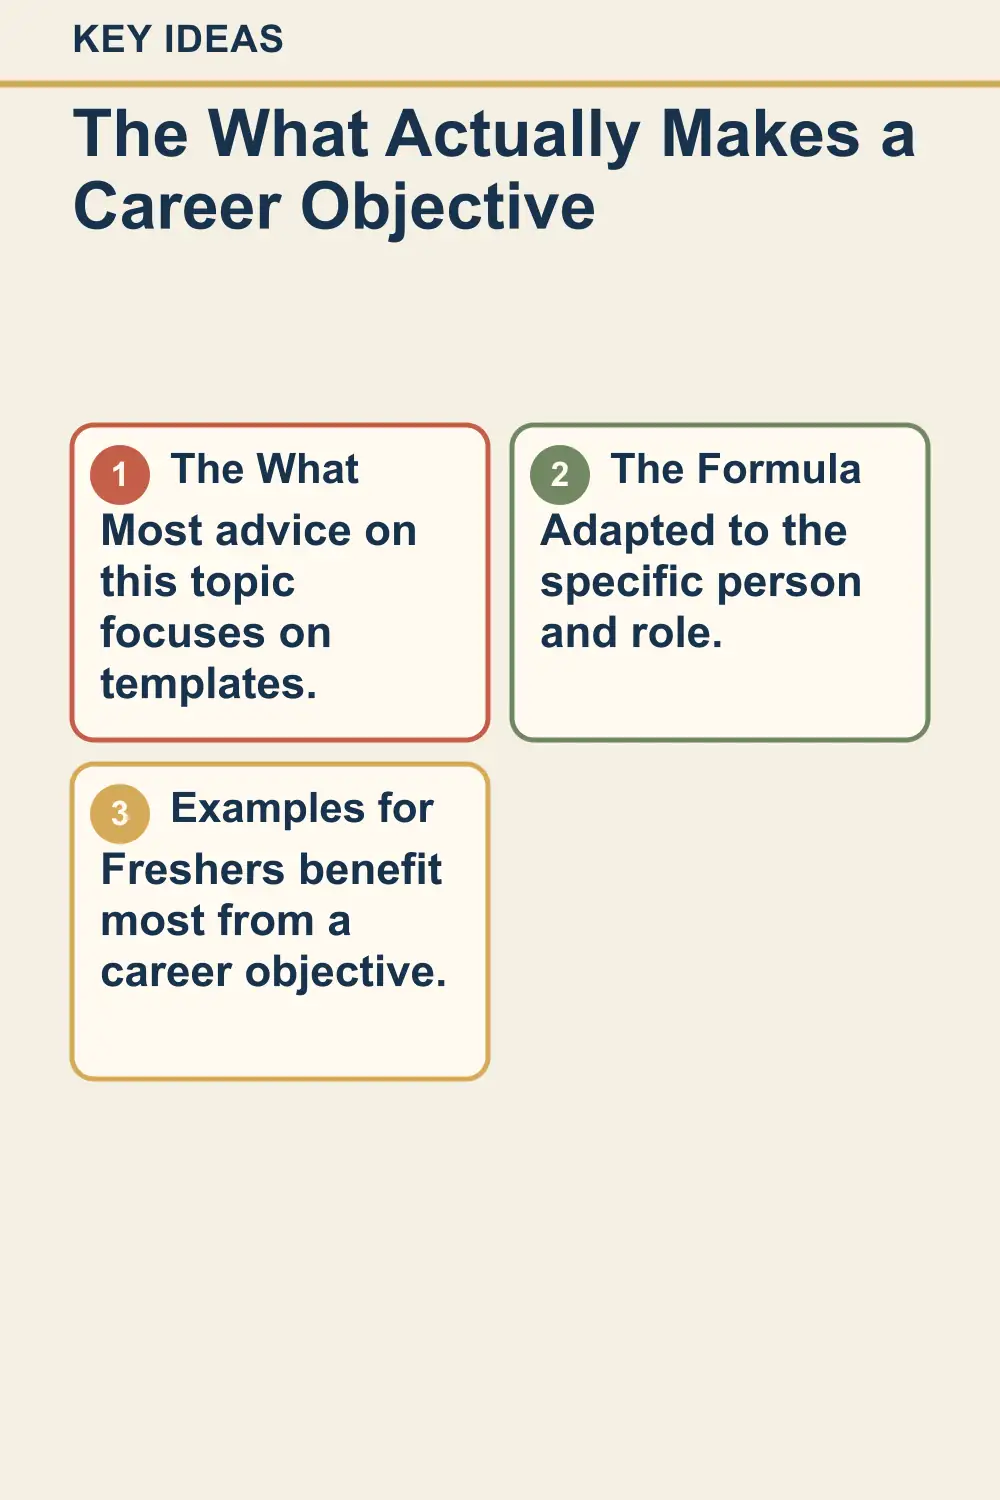 KEY IDEAS
The What Actually Makes a
Career Objective
1 The What
Most advice on
this topic
focuses on
templates.
2 The Formula
Adapted to the
specific person
and role.
3 Examples for
Freshers benefit
most from a
career objective.